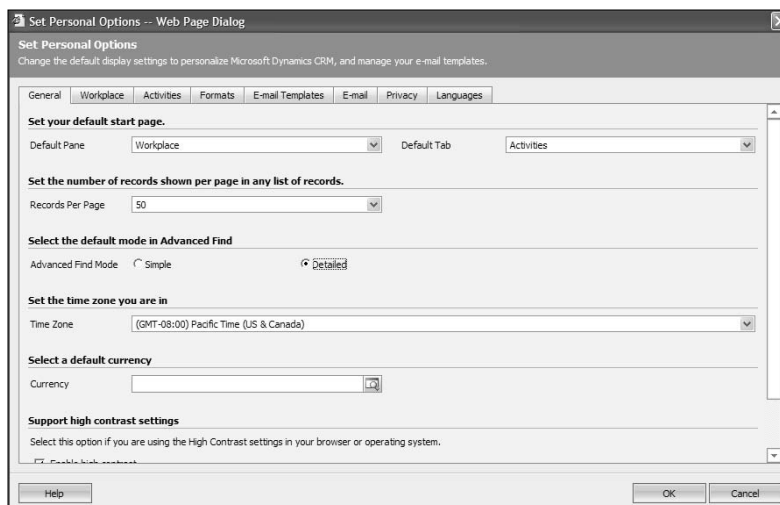 Set Personal Options -- Web Page Dialog
Set Personal Options
Change the default display settings to personalize Microsoft Dynamics CRM, and manage your e-mail templates.
General Workplace Activities Formats E-mail Templates E-mail Privacy Languages
Set your default start page.
Default Pane Workplace Default Tab Activities
Set the number of records shown per page in any list of records.
Records Per Page 50
Select the default mode in Advanced Find
Advanced Find Mode Simple Detailed
Set the time zone you are in
Time Zone (GMT-08:00) Pacific Time (US & Canada)
Select a default currency
Currency
Support high contrast settings
Select this option if you are using the High Contrast settings in your browser or operating system.
Enable high contrast
Help OK Cancel